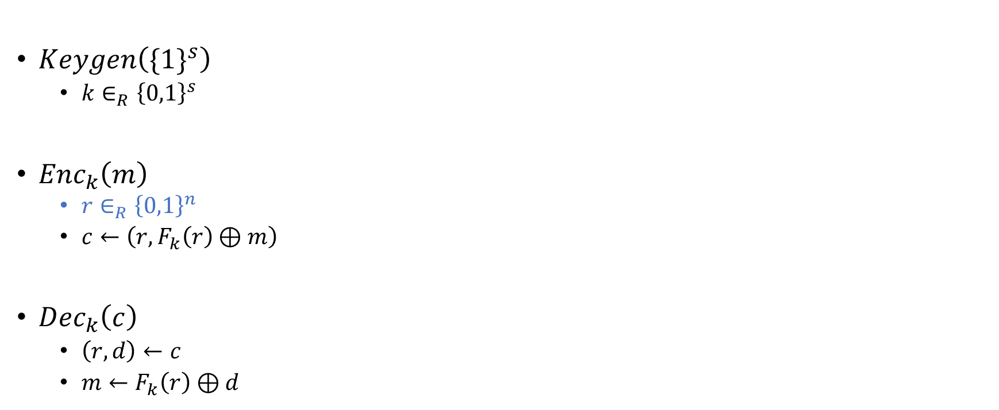 • Keygen({1}ˢ)
• k ∈_R {0,1}ˢ
• Enc_k(m)
• r ∈_R {0,1}ⁿ
• c ← (r, F_k(r) ⊕ m)
• Dec_k(c)
• (r, d) ← c
• m ← F_k(r) ⊕ d